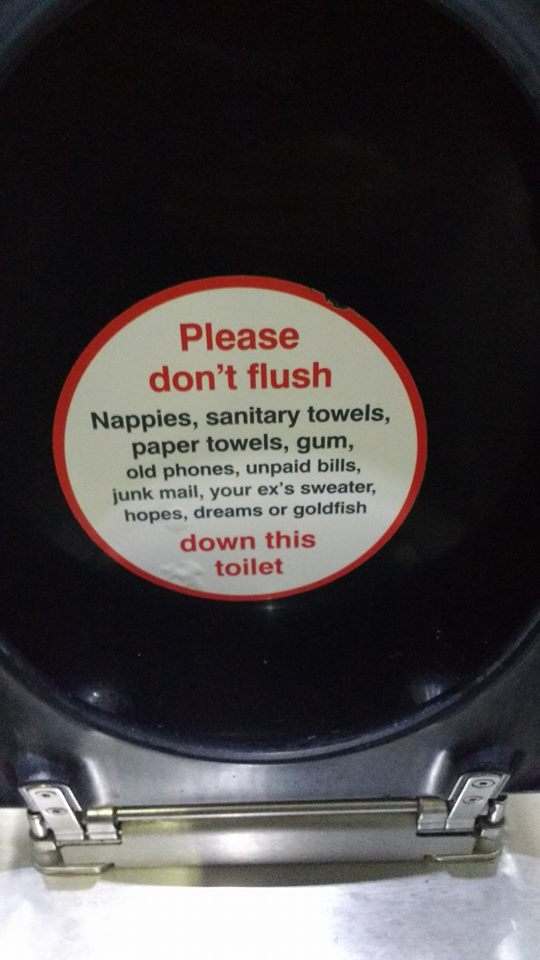 Please
don't flush
Nappies, sanitary towels,
paper towels, gum,
old phones, unpaid bills,
junk mail, your ex's sweater,
hopes, dreams or goldfish
down this
toilet